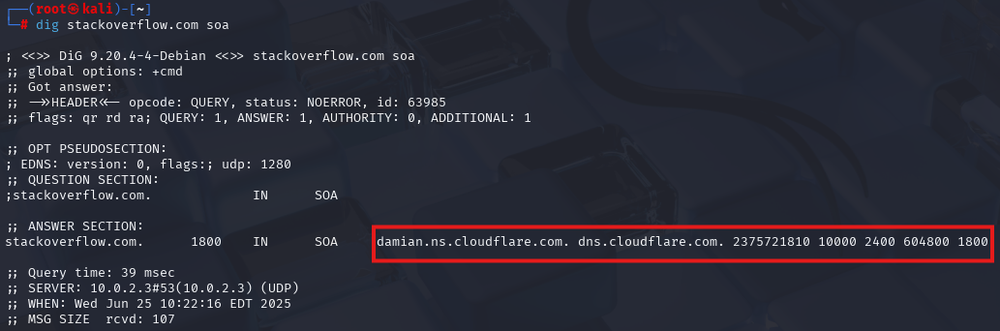 ┌──(root㉿kali)-[~]
└─# dig stackoverflow.com soa
; <<>> DiG 9.20.4-4-Debian <<>> stackoverflow.com soa
;; global options: +cmd
;; Got answer:
;; ->>HEADER<<- opcode: QUERY, status: NOERROR, id: 63985
;; flags: qr rd ra; QUERY: 1, ANSWER: 1, AUTHORITY: 0, ADDITIONAL: 1
;; OPT PSEUDOSECTION:
; EDNS: version: 0, flags:; udp: 1280
;; QUESTION SECTION:
;stackoverflow.com. IN SOA
;; ANSWER SECTION:
stackoverflow.com. 1800 IN SOA damian.ns.cloudflare.com. dns.cloudflare.com. 2375721810 10000 2400 604800 1800
;; Query time: 39 msec
;; SERVER: 10.0.2.3#53(10.0.2.3) (UDP)
;; WHEN: Wed Jun 25 10:22:16 EDT 2025
;; MSG SIZE rcvd: 107